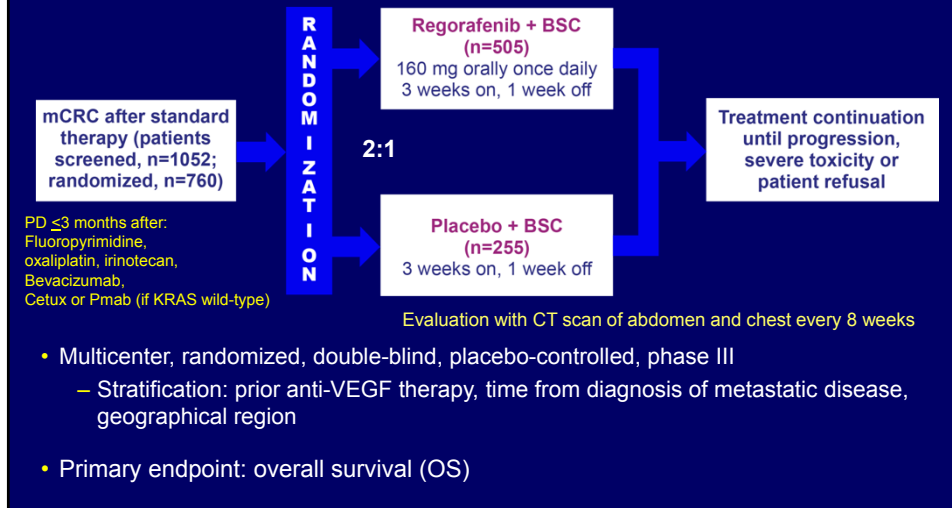 mCRC after standard
therapy (patients
screened, n=1052;
randomized, n=760)
PD ≤3 months after:
Fluoropyrimidine,
oxaliplatin, irinotecan,
Bevacizumab,
Cetux or Pmab (if KRAS wild-type)
RANDOMIZATION
2:1
Regorafenib + BSC
(n=505)
160 mg orally once daily
3 weeks on, 1 week off
Placebo + BSC
(n=255)
3 weeks on, 1 week off
Treatment continuation
until progression,
severe toxicity or
patient refusal
Evaluation with CT scan of abdomen and chest every 8 weeks
• Multicenter, randomized, double-blind, placebo-controlled, phase III
– Stratification: prior anti-VEGF therapy, time from diagnosis of metastatic disease,
geographical region
• Primary endpoint: overall survival (OS)